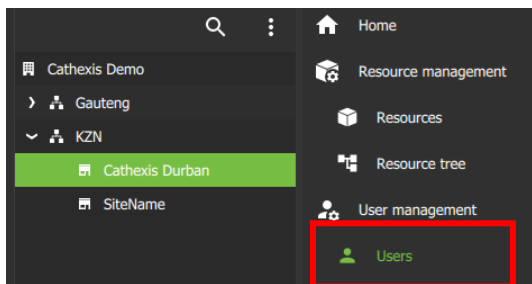 Cathexis Demo
Gauteng
KZN
Cathexis Durban
SiteName
Home
Resource management
Resources
Resource tree
User management
Users